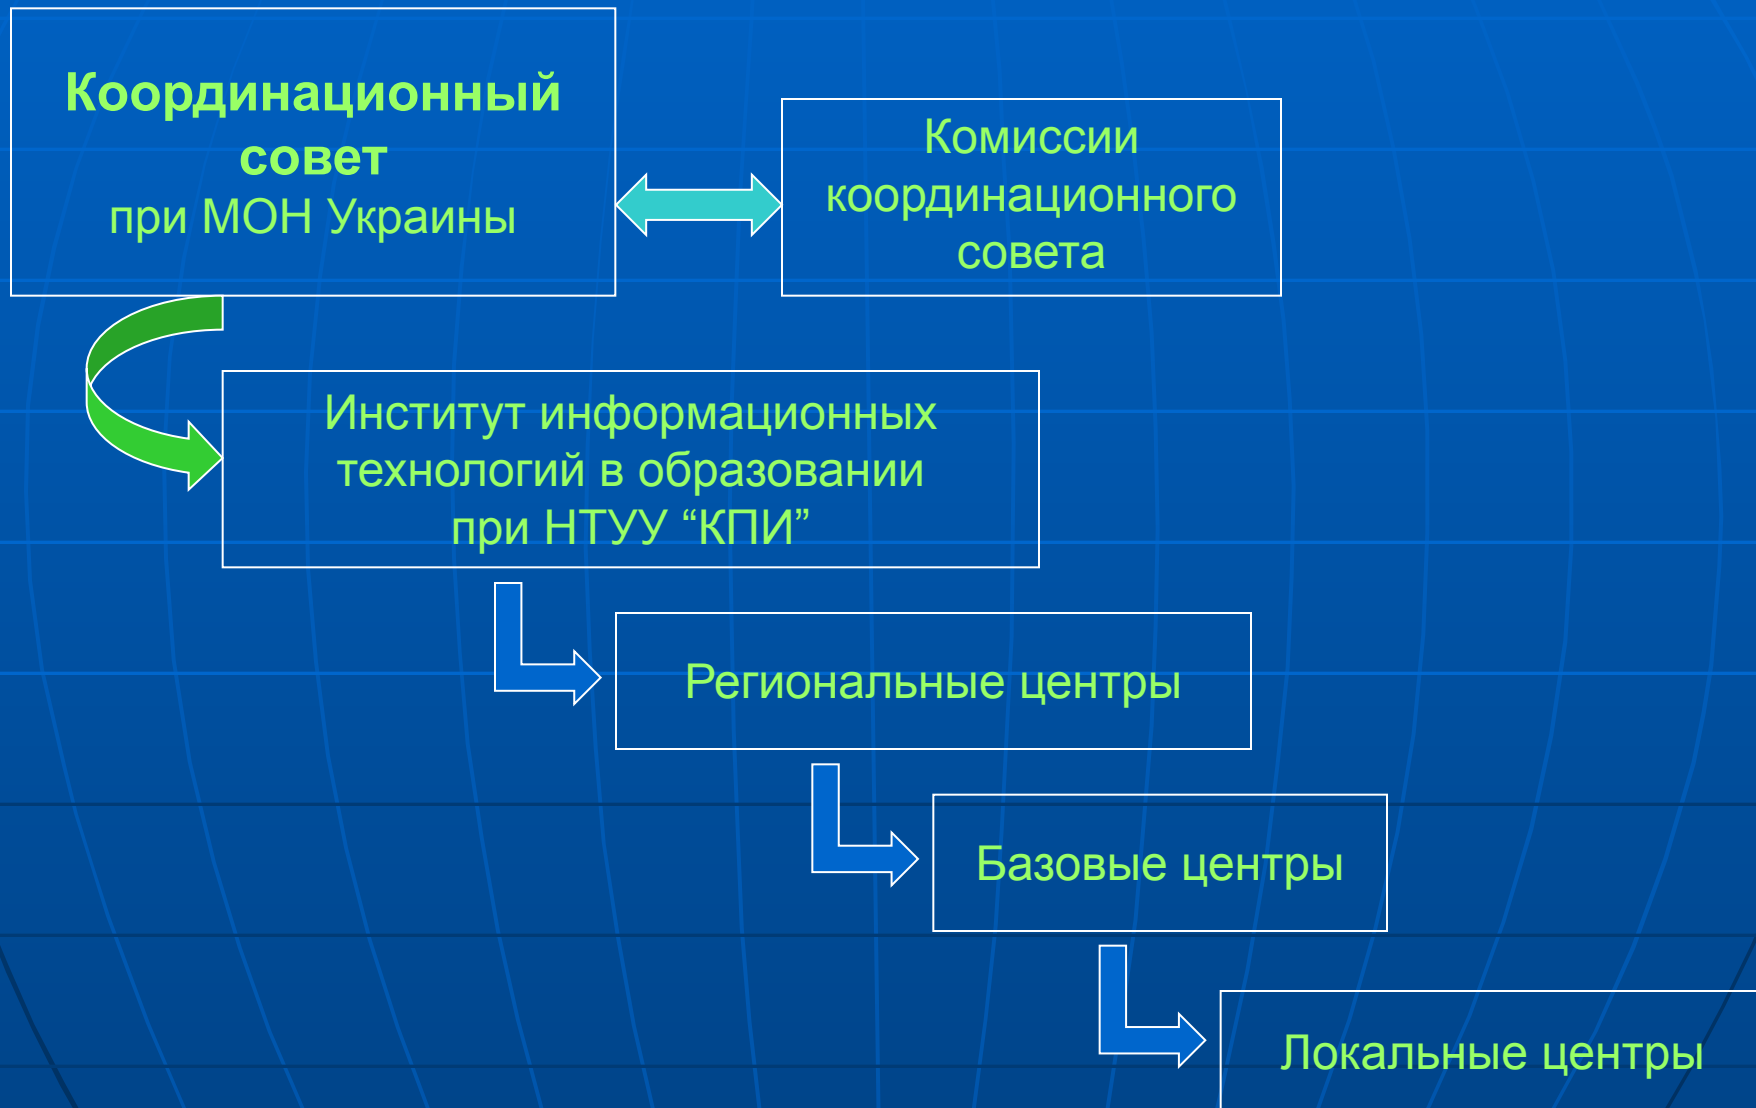 Координационный
совет
при МОН Украины
Комиссии
координационного
совета
Институт информационных
технологий в образовании
при НТУУ “КПИ”
Региональные центры
Базовые центры
Локальные центры